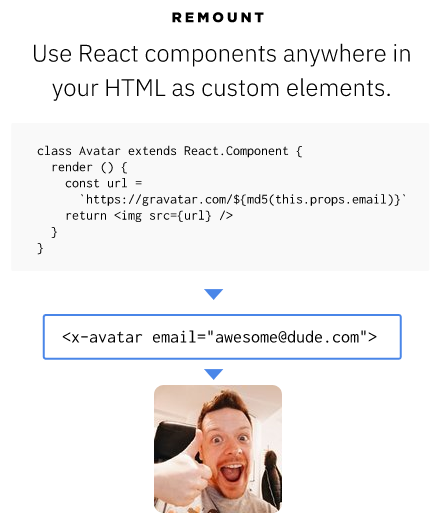 REMOUNT
Use React components anywhere in
your HTML as custom elements.
class Avatar extends React.Component {
  render () {
    const url =
      `https://gravatar.com/${md5(this.props.email)}`
    return <img src={url} />
  }
}
<x-avatar email="awesome@dude.com">